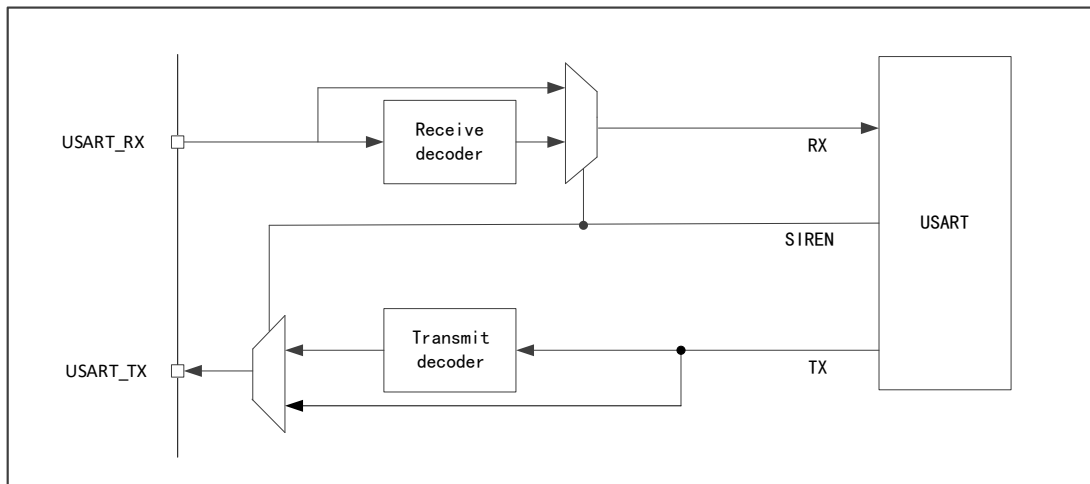 USART_RX
Receive
decoder
RX
SIREN
USART
USART_TX
Transmit
decoder
TX